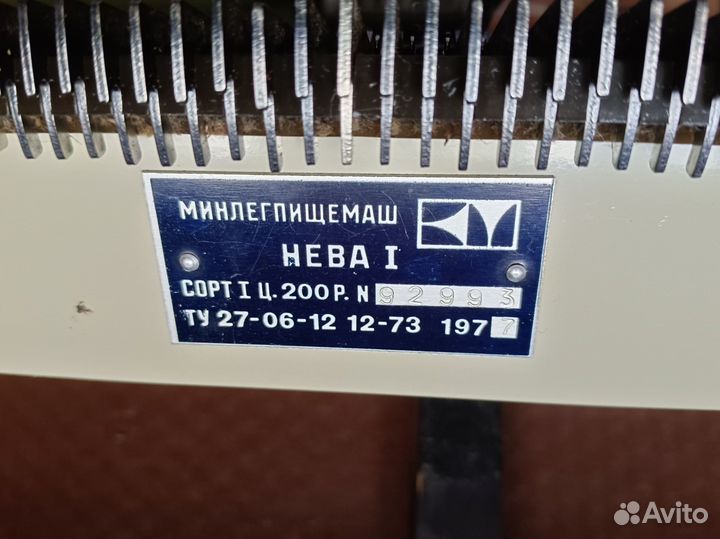 МИНЛЕГПИЩЕМАШ
НЕВА I
СОРТ I Ц. 200 Р. N 92993
ТУ 27-06-12 12-73 1977
Avito